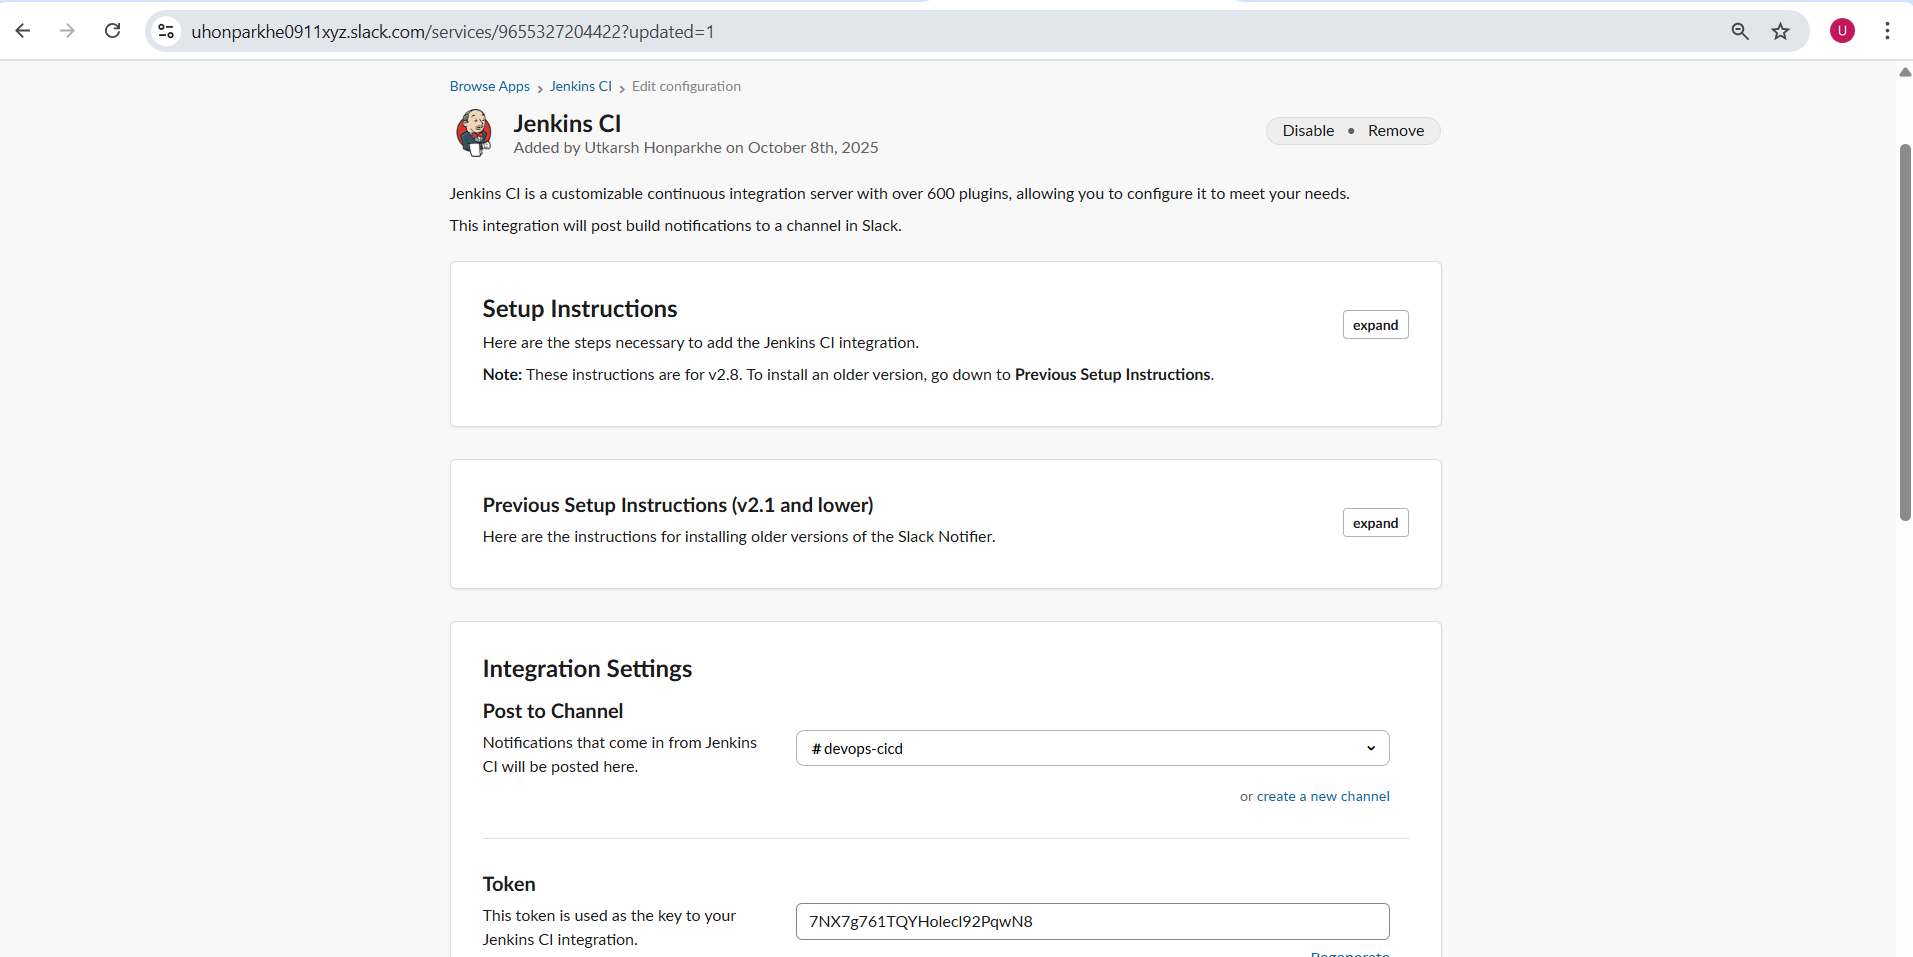 uhonparkhe0911xyz.slack.com/services/9655327204422?updated=1
U
Browse Apps > Jenkins CI > Edit configuration
Jenkins CI
Added by Utkarsh Honparkhe on October 8th, 2025
Disable • Remove
Jenkins CI is a customizable continuous integration server with over 600 plugins, allowing you to configure it to meet your needs.
This integration will post build notifications to a channel in Slack.
Setup Instructions
expand
Here are the steps necessary to add the Jenkins CI integration.
Note: These instructions are for v2.8. To install an older version, go down to Previous Setup Instructions.
Previous Setup Instructions (v2.1 and lower)
expand
Here are the instructions for installing older versions of the Slack Notifier.
Integration Settings
Post to Channel
Notifications that come in from Jenkins
CI will be posted here.
# devops-cicd
or create a new channel
Token
This token is used as the key to your
Jenkins CI integration.
7NX7g761TQYHolecl92PqwN8
Regenerate